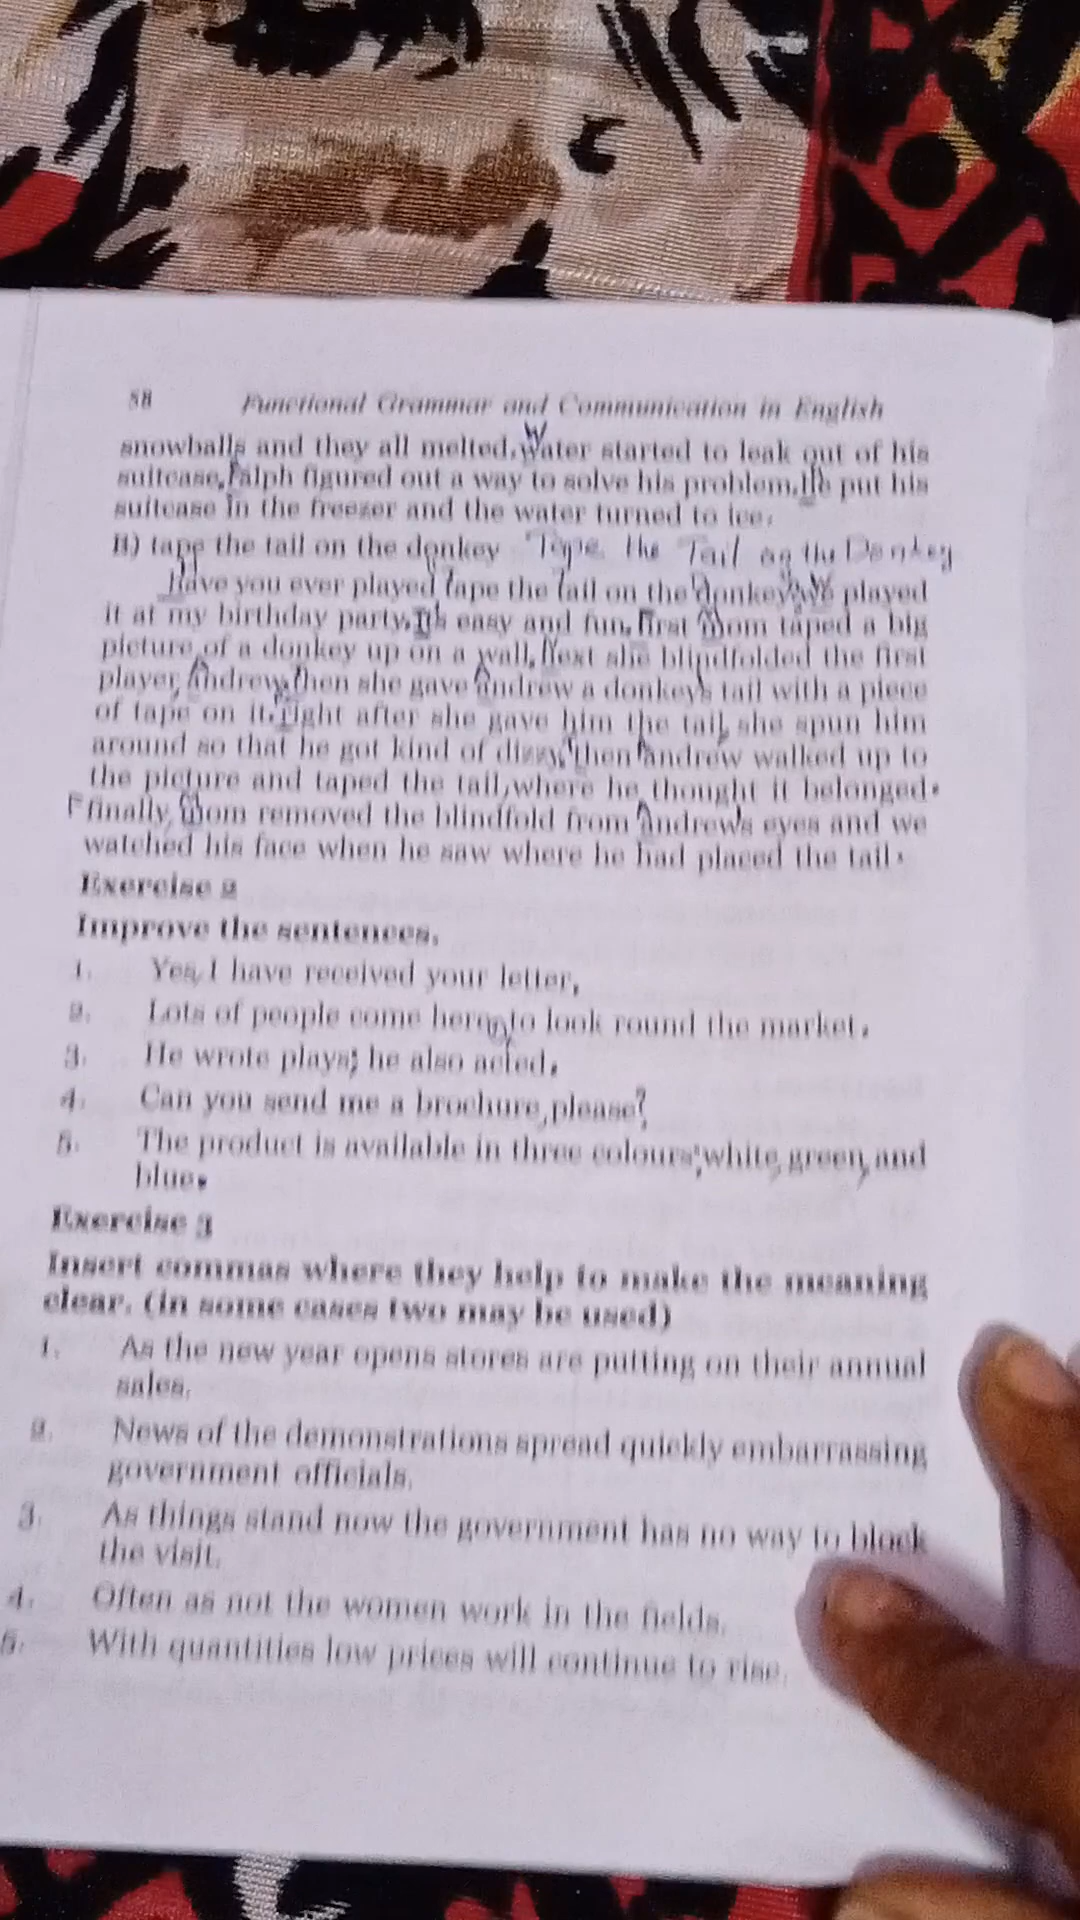 58 Functional Grammar and Communication in English
snowballs and they all melted. Water started to leak out of his
suitcase. Ralph figured out a way to solve his problem. He put his
suitcase in the freezer and the water turned to ice.
B) tape the tail on the donkey Tape the Tail on the Donkey
Have you ever played Tape the Tail on the Donkey? We played
it at my birthday party. It's easy and fun. First Mom taped a big
picture of a donkey up on a wall. Next she blindfolded the first
player, Andrew. Then she gave Andrew a donkey's tail with a piece
of tape on it. Right after she gave him the tail, she spun him
around so that he got kind of dizzy. Then Andrew walked up to
the picture and taped the tail, where he thought it belonged.
Finally, Mom removed the blindfold from Andrew's eyes and we
watched his face when he saw where he had placed the tail.
Exercise 2
Improve the sentences.
1. Yes, I have received your letter.
2. Lots of people come here, to look round the market.
3. He wrote plays; he also acted.
4. Can you send me a brochure, please?
5. The product is available in three colours: white, green, and
blue.
Exercise 3
Insert commas where they help to make the meaning
clear. (in some cases two may be used)
1. As the new year opens stores are putting on their annual
sales.
2. News of the demonstrations spread quickly embarrassing
government officials.
3. As things stand now the government has no way to block
the visit.
4. Often as not the women work in the fields.
5. With quantities low prices will continue to rise.